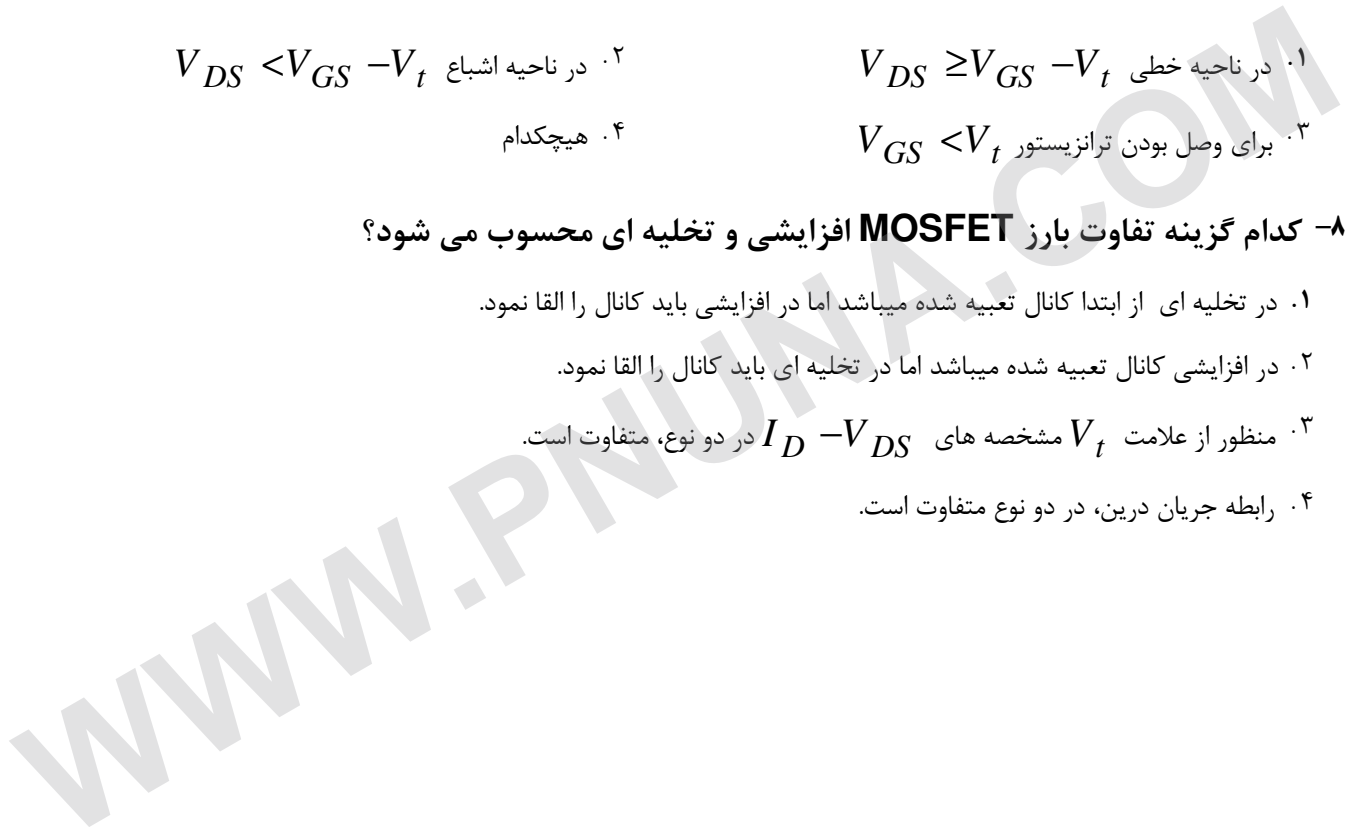 ۱. در ناحیه خطی V_DS ≥V_GS −V_t ۲. در ناحیه اشباع V_DS <V_GS −V_t
۳. برای وصل بودن ترانزیستور V_GS <V_t ۴. هیچکدام
۸- کدام گزینه تفاوت بارز MOSFET افزایشی و تخلیه ای محسوب می شود؟
۱. در تخلیه ای از ابتدا کانال تعبیه شده میباشد اما در افزایشی باید کانال را القا نمود.
۲. در افزایشی کانال تعبیه شده میباشد اما در تخلیه ای باید کانال را القا نمود.
۳. منظور از علامت V_t مشخصه های I_D −V_DS در دو نوع، متفاوت است.
۴. رابطه جریان درین، در دو نوع متفاوت است.
WWW.PNUNA.COM